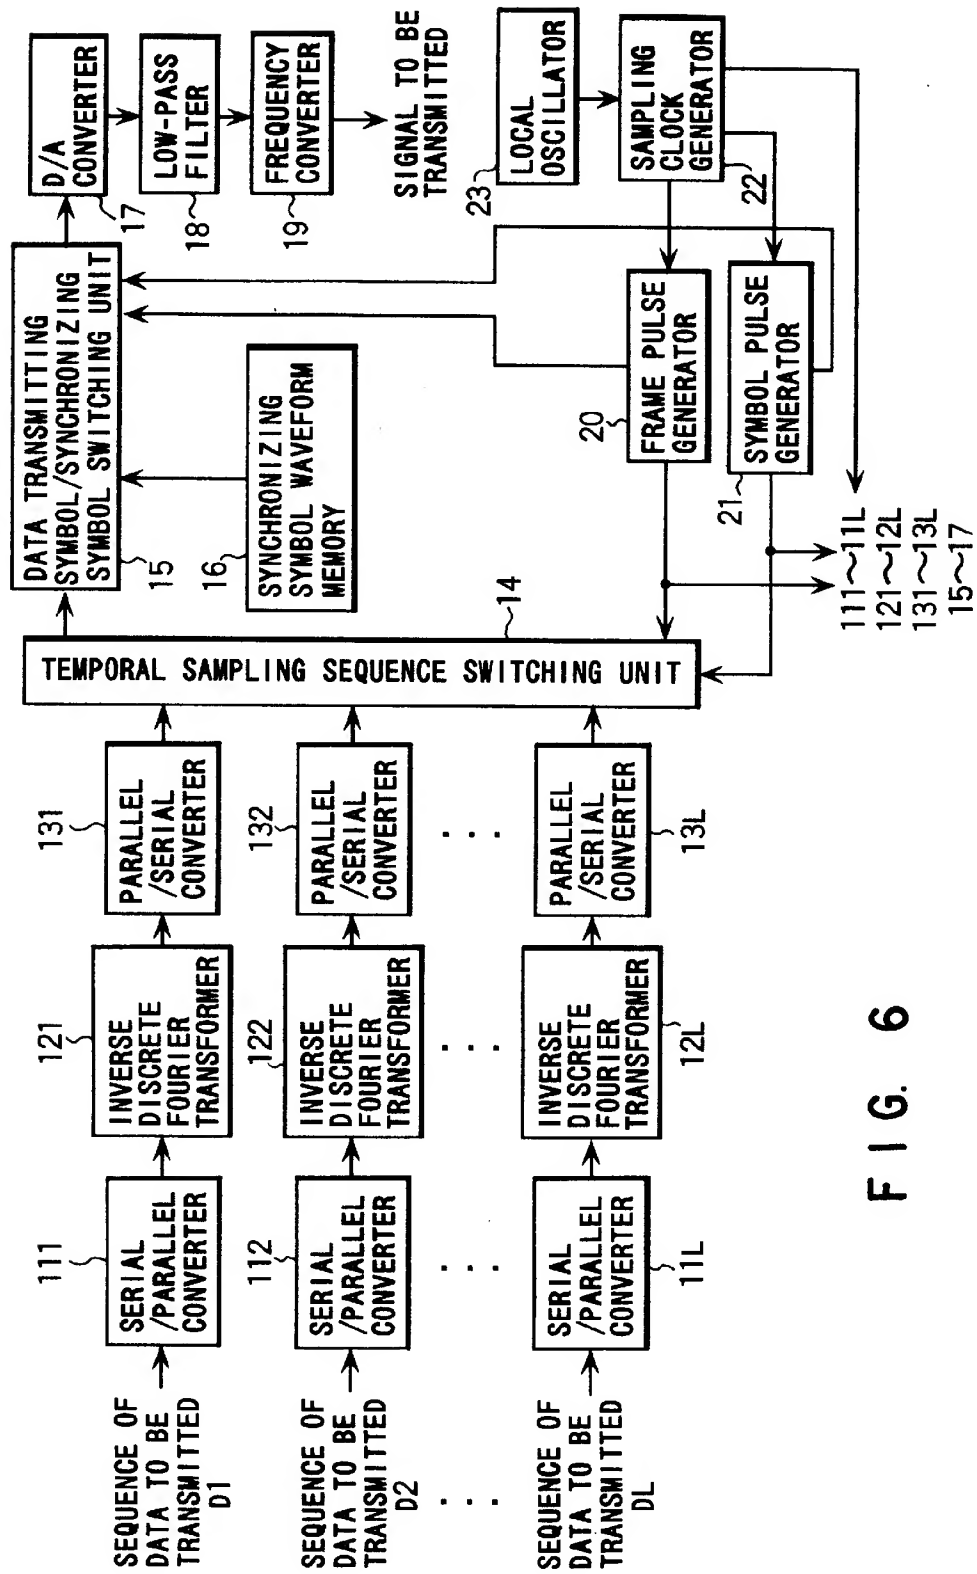 SEQUENCE OF
DATA TO BE
TRANSMITTED
D1
111
SERIAL
/PARALLEL
CONVERTER
121
INVERSE
DISCRETE
FOURIER
TRANSFORMER
131
PARALLEL
/SERIAL
CONVERTER
SEQUENCE OF
DATA TO BE
TRANSMITTED
D2
112
SERIAL
/PARALLEL
CONVERTER
122
INVERSE
DISCRETE
FOURIER
TRANSFORMER
132
PARALLEL
/SERIAL
CONVERTER
. . .
. . .
. . .
. . .
SEQUENCE OF
DATA TO BE
TRANSMITTED
DL
SERIAL
/PARALLEL
CONVERTER
11L
INVERSE
DISCRETE
FOURIER
TRANSFORMER
12L
PARALLEL
/SERIAL
CONVERTER
13L
TEMPORAL SAMPLING SEQUENCE SWITCHING UNIT
14
DATA TRANSMITTING
SYMBOL/SYNCHRONIZING
SYMBOL SWITCHING UNIT
15
16
SYNCHRONIZING
SYMBOL WAVEFORM
MEMORY
D/A
CONVERTER
17
LOW-PASS
FILTER
18
FREQUENCY
CONVERTER
19
SIGNAL TO BE
TRANSMITTED
23
LOCAL
OSCILLATOR
SAMPLING
CLOCK
GENERATOR
22
20
FRAME PULSE
GENERATOR
21
SYMBOL PULSE
GENERATOR
111~11L
121~12L
131~13L
15~17
FIG. 6